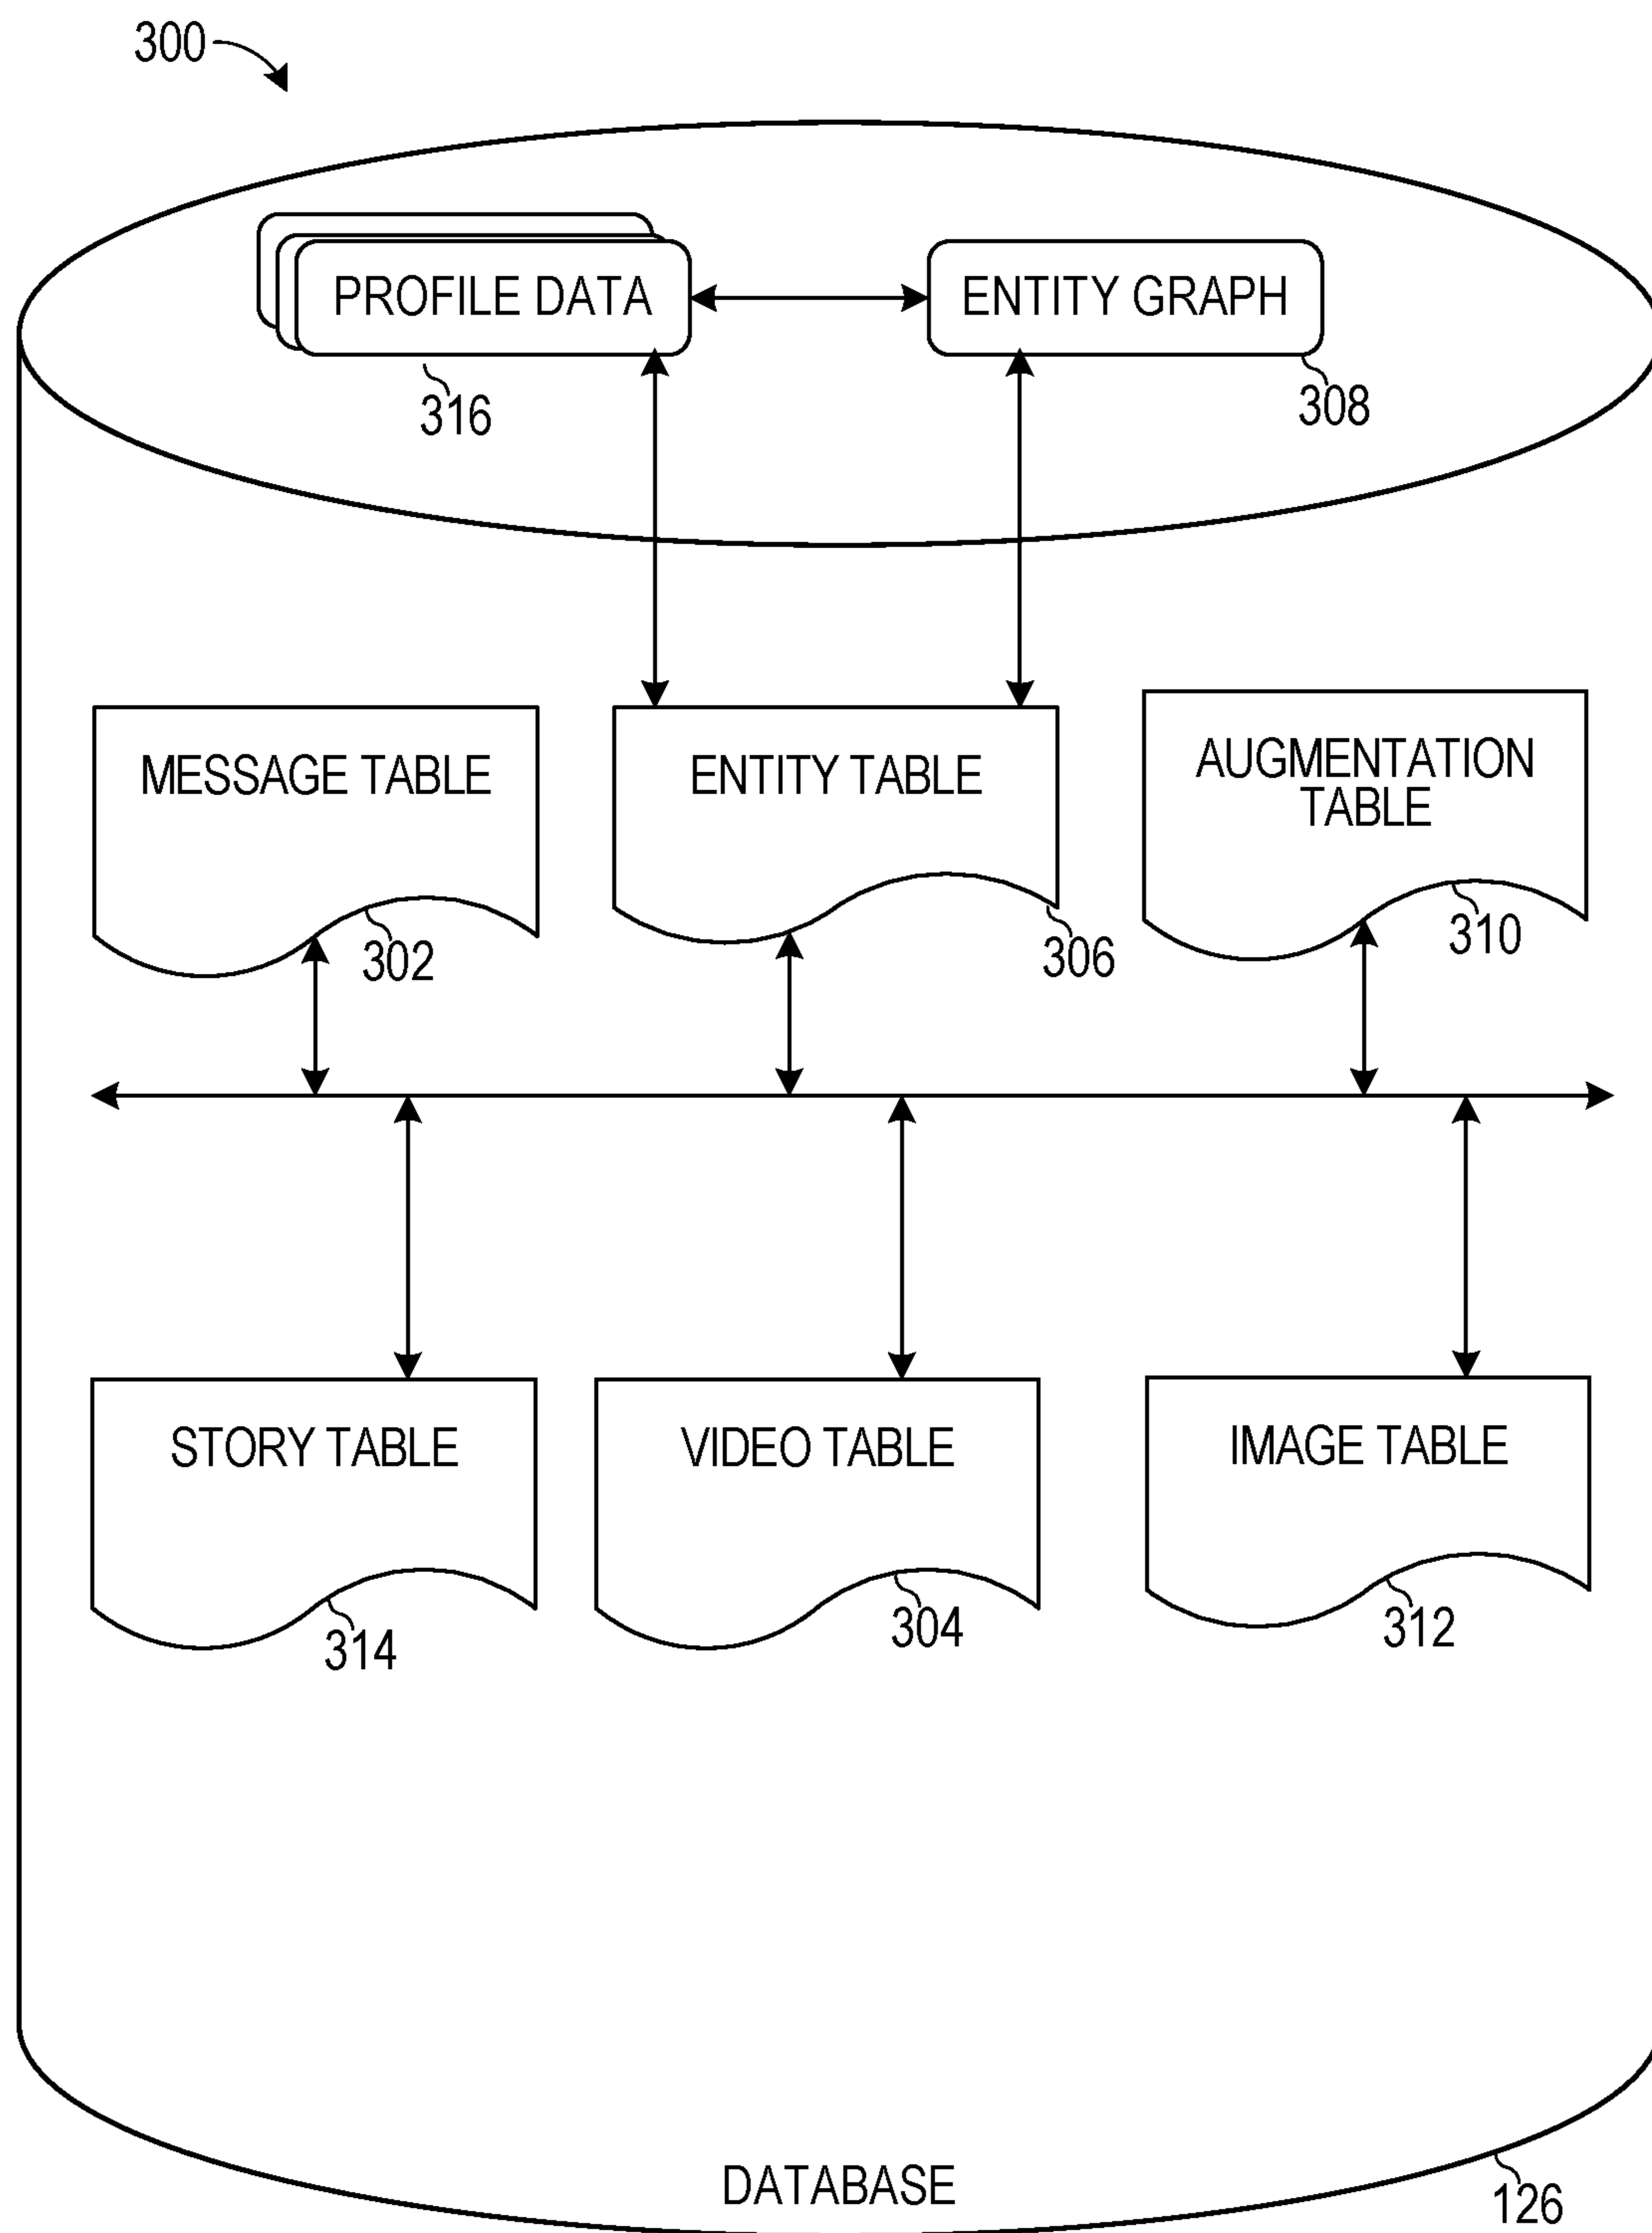 300
PROFILE DATA
ENTITY GRAPH
316
308
MESSAGE TABLE
ENTITY TABLE
AUGMENTATION
TABLE
302
306
310
STORY TABLE
VIDEO TABLE
IMAGE TABLE
314
304
312
DATABASE
126